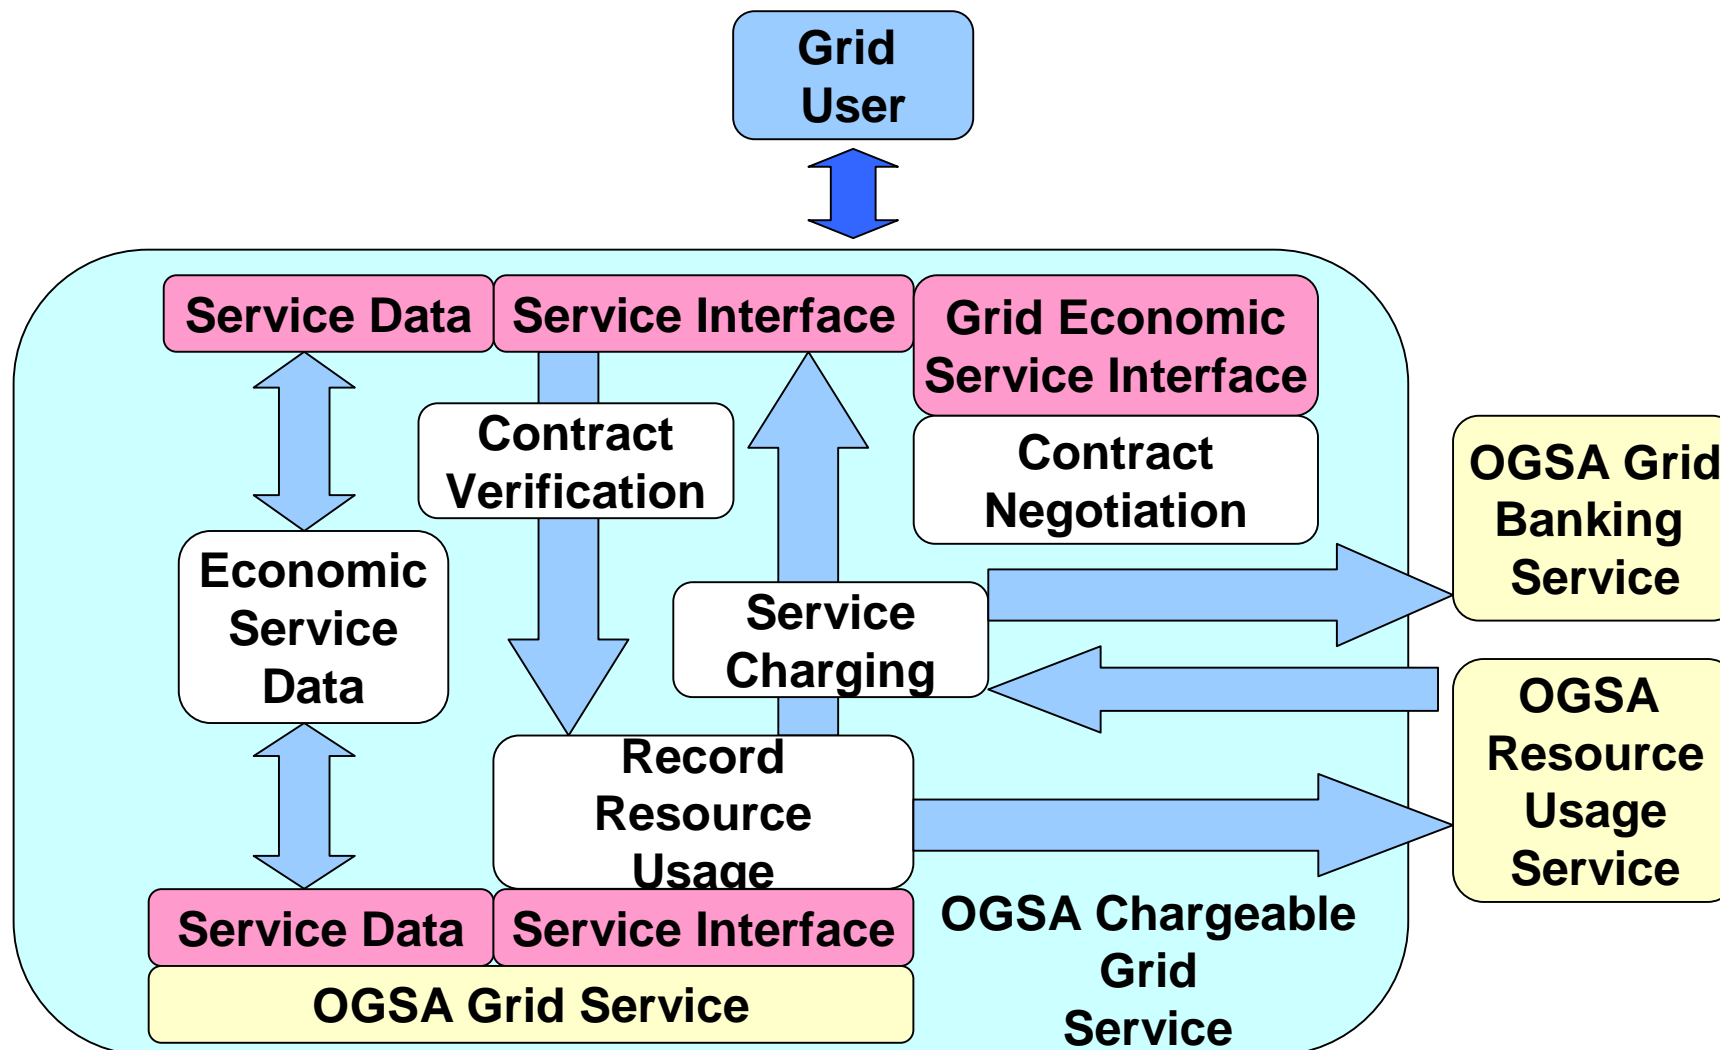 Grid
User
Service Data
Service Interface
Grid Economic
Service Interface
Contract
Verification
Contract
Negotiation
OGSA Grid
Banking
Service
Economic
Service
Data
Service
Charging
OGSA
Resource
Usage
Service
Record
Resource
Usage
Service Data
Service Interface
OGSA Chargeable
Grid
Service
OGSA Grid Service